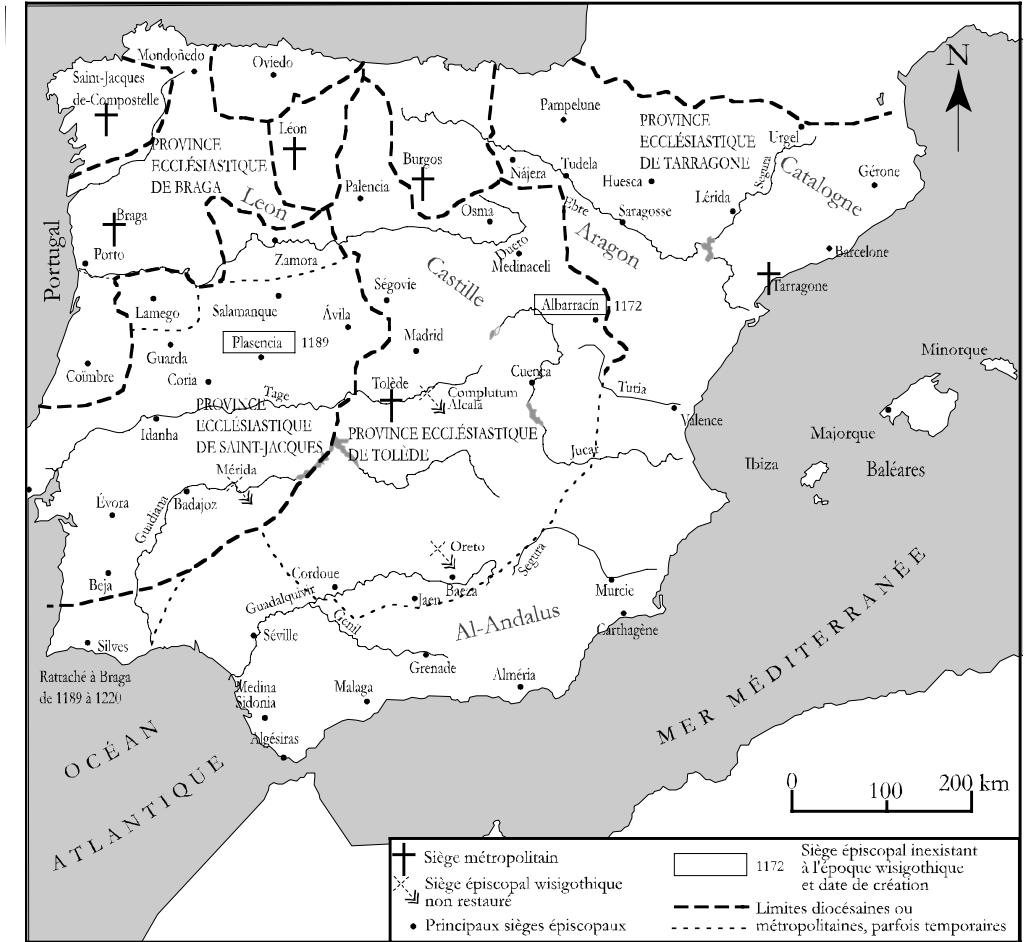 Mondoñedo
Oviedo
Saint-Jacques
de-Compostelle
Léon
PROVINCE
ECCLÉSIASTIQUE
DE BRAGA
Leon
Palencia
Burgos
Osma
Pampelune
PROVINCE
ECCLÉSIASTIQUE
DE TARRAGONE
Urgel
Segura
Catalogne
Gérone
Nájera
Tudela
Huesca
Lérida
Ebre
Saragosse
Aragon
Barcelone
Tarragone
N
Portugal
Braga
Porto
Zamora
Duero
Medinaceli
Castille
Ségovie
Lamego
Salamanque
Ávila
Albarracín 1172
Guarda
Plasencia 1189
Madrid
Coïmbre
Coria
Tolède
Complutum
Alcala
Cuença
Turia
Valence
Minorque
Majorque
Ibiza
Baléares
Tage
PROVINCE
ECCLÉSIASTIQUE
DE SAINT-JACQUES
Idanha
PROVINCE ECCLÉSIASTIQUE
DE TOLÈDE
Jucar
Mérida
Évora
Guadiana
Badajoz
Beja
Oreto
Segura
Cordoue
Guadalquivir
Jaen
Baeza
Murcie
Genil
Al-Andalus
Carthagène
Silves
Séville
Grenade
Alméria
Rattaché à Braga
de 1189 à 1220
Medina
Sidonia
Malaga
Algésiras
OCÉAN
ATLANTIQUE
MER MÉDITERRANÉE
0 100 200 km
Siège métropolitain
Siège épiscopal wisigothique
non restauré
Principaux sièges épiscopaux
1172
Siège épiscopal inexistant
à l'époque wisigothique
et date de création
Limites diocésaines ou
métropolitaines, parfois temporaires